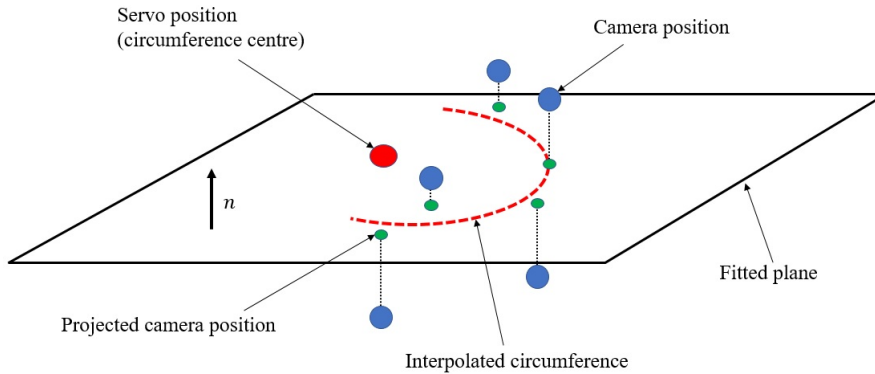 Servo position
(circumference centre)
Camera position
n
Fitted plane
Projected camera position
Interpolated circumference